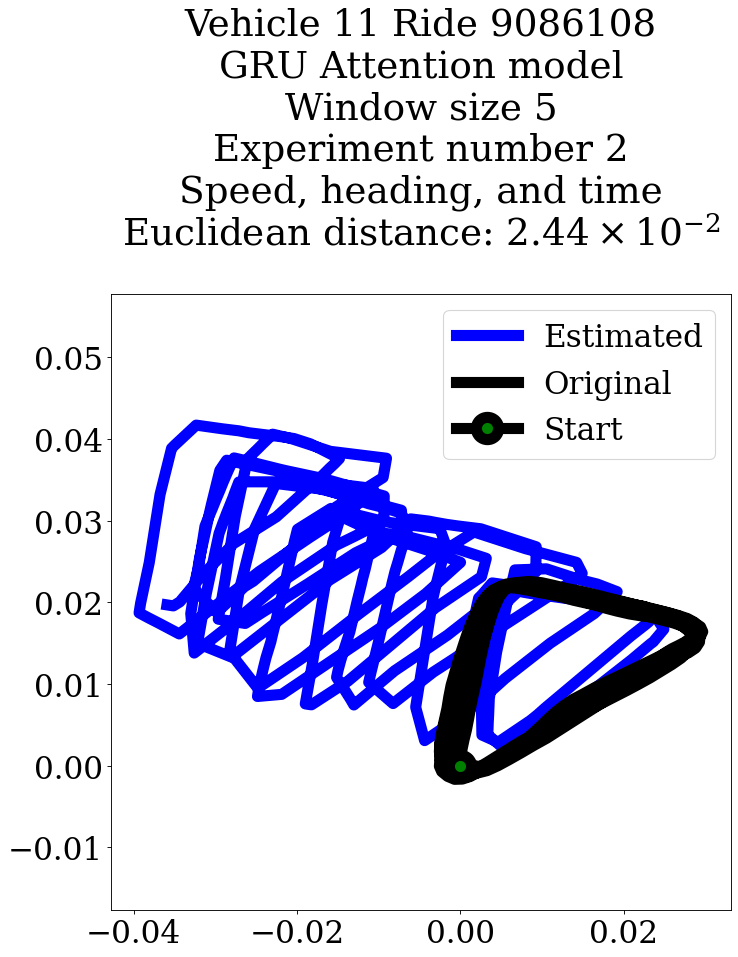 Vehicle 11 Ride 9086108
GRU Attention model
Window size 5
Experiment number 2
Speed, heading, and time
Euclidean distance: 2.44 × 10⁻²
Estimated
Original
Start
0.05
0.04
0.03
0.02
0.01
0.00
−0.01
−0.04
−0.02
0.00
0.02